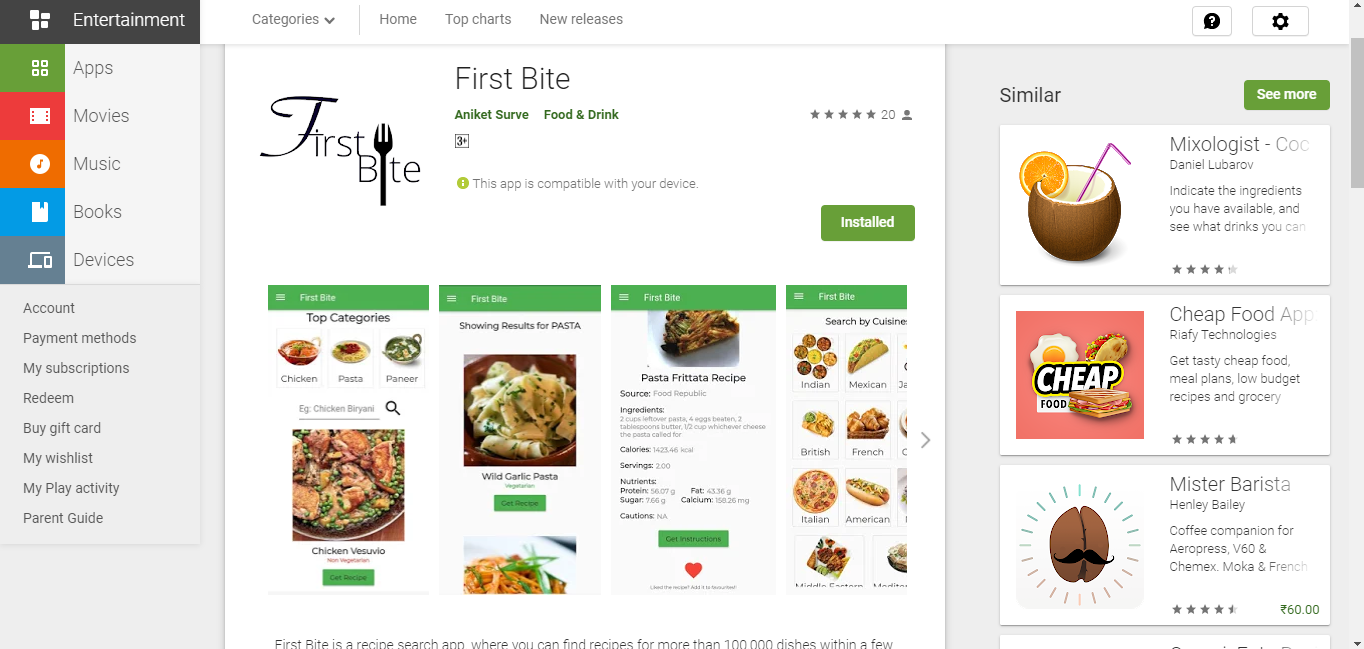 Entertainment
Categories
Home
Top charts
New releases
Apps
Movies
Music
Books
Devices
Account
Payment methods
My subscriptions
Redeem
Buy gift card
My wishlist
My Play activity
Parent Guide
First
Bite
First Bite
Aniket Surve Food & Drink
20
3+
This app is compatible with your device.
Installed
First Bite
Top Categories
Chicken
Pasta
Paneer
Eg: Chicken Biryani
Chicken Vesuvio
Non Vegetarian
Get Recipe
First Bite
Showing Results for PASTA
Wild Garlic Pasta
Vegetarian
Get Recipe
First Bite
Pasta Frittata Recipe
Source: Food Republic
Ingredients:
2 cups leftover pasta, 4 eggs beaten, 2
tablespoons butter, 1/2 cup whichever cheese
the pasta called for
Calories: 1423.46 kcal
Servings: 2.00
Nutrients:
Protein: 56.07 g Fat: 43.36 g
Sugar: 7.66 g Calcium: 158.26 mg
Cautions: NA
Get Instructions
Liked the recipe? Add it to favourites!
First Bite
Search by Cuisines
Indian
Mexican
Ja
British
French
C
Italian
American
Middle Eastern
Mediter
First Bite is a recipe search app, where you can find recipes for more than 100,000 dishes within a few
Similar
See more
Mixologist - Coc
Daniel Lubarov
Indicate the ingredients
you have available, and
see what drinks you can
CHEAP
FOOD
Cheap Food App
Riafy Technologies
Get tasty cheap food,
meal plans, low budget
recipes and grocery
Mister Barista
Henley Bailey
Coffee companion for
Aeropress, V60 &
Chemex. Moka & French
₹60.00